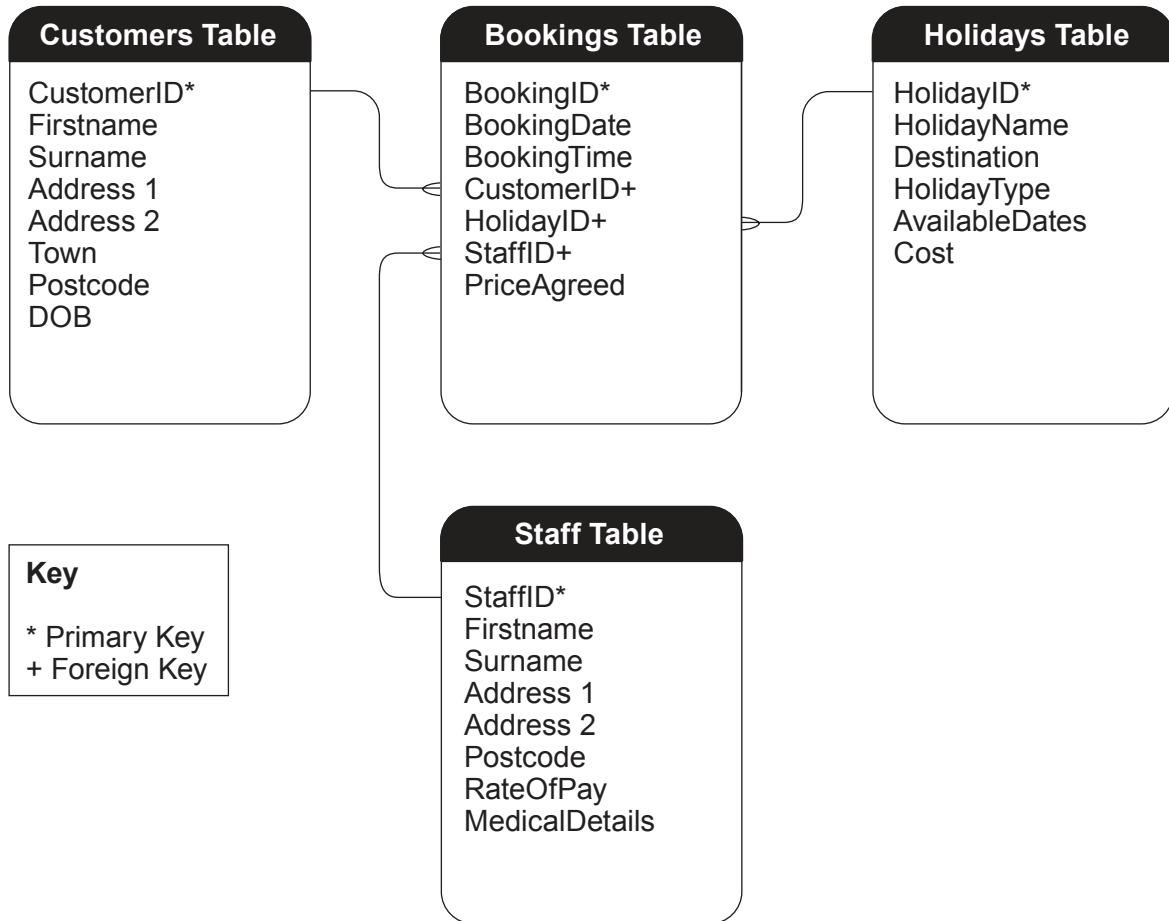 Customers Table
CustomerID*
Firstname
Surname
Address 1
Address 2
Town
Postcode
DOB
Bookings Table
BookingID*
BookingDate
BookingTime
CustomerID+
HolidayID+
StaffID+
PriceAgreed
Holidays Table
HolidayID*
HolidayName
Destination
HolidayType
AvailableDates
Cost
Key
* Primary Key
+ Foreign Key
Staff Table
StaffID*
Firstname
Surname
Address 1
Address 2
Postcode
RateOfPay
MedicalDetails